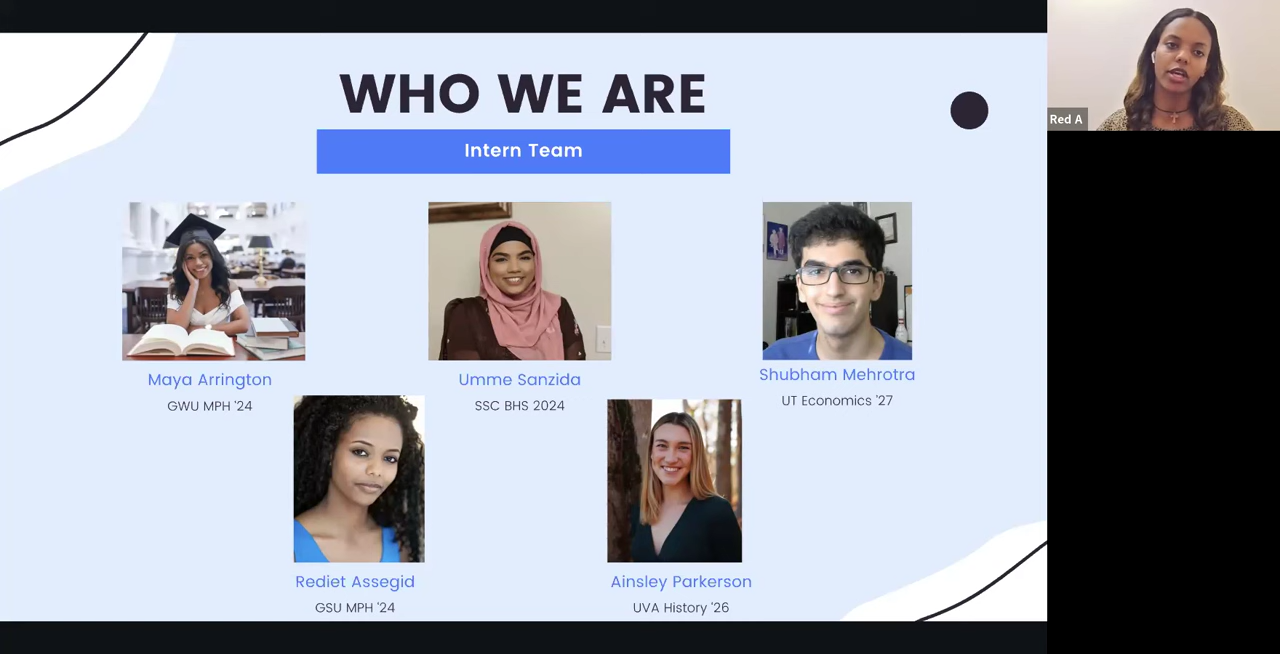 WHO WE ARE
Intern Team
Red A
Maya Arrington
GWU MPH '24
Umme Sanzida
SSC BHS 2024
Shubham Mehrotra
UT Economics '27
Rediet Assegid
GSU MPH '24
Ainsley Parkerson
UVA History '26